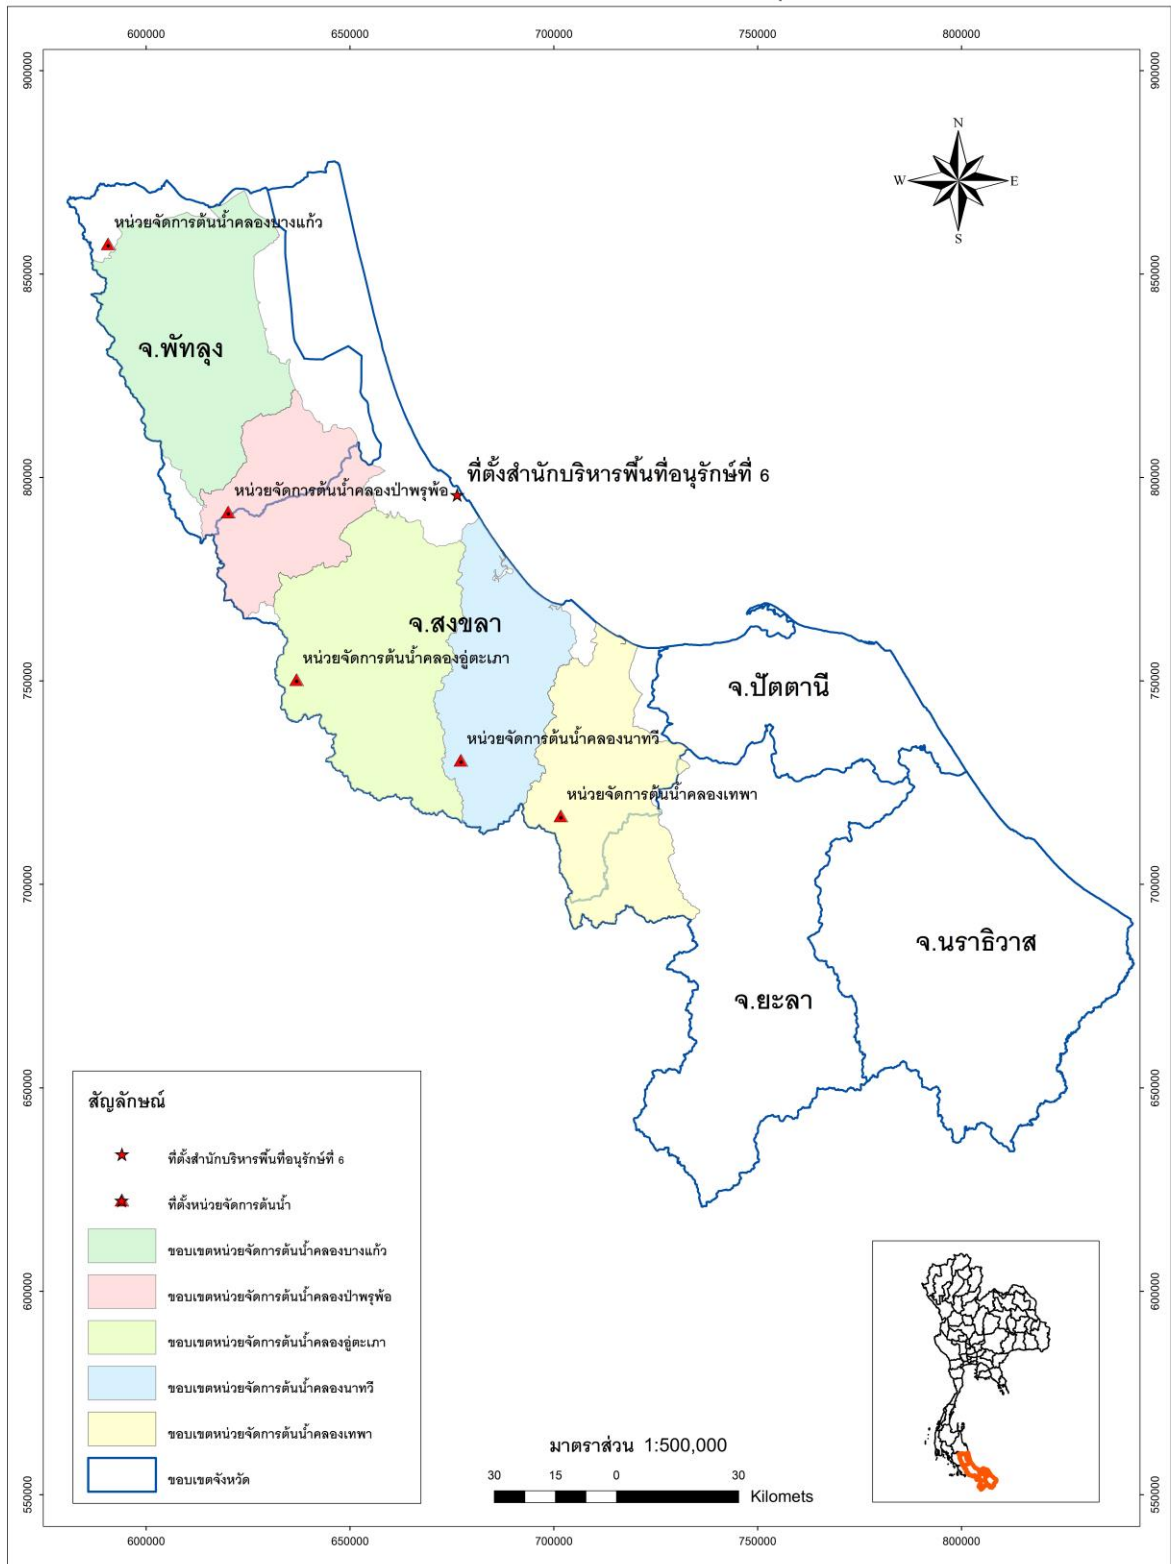 600000 650000 700000 750000 800000
900000 900000
N
W E
S
หน่วยจัดการต้นน้ำคลองบางแก้ว
850000 850000
จ.พัทลุง
ที่ตั้งสำนักบริหารพื้นที่อนุรักษ์ที่ 6
800000 800000
หน่วยจัดการต้นน้ำคลองป่าพรุพ้อ
จ.สงขลา
หน่วยจัดการต้นน้ำคลองอู่ตะเภา
750000 750000
จ.ปัตตานี
หน่วยจัดการต้นน้ำคลองนาทวี
หน่วยจัดการต้นน้ำคลองเทพา
700000 700000
จ.นราธิวาส
จ.ยะลา
650000 650000
สัญลักษณ์
ที่ตั้งสำนักบริหารพื้นที่อนุรักษ์ที่ 6
ที่ตั้งหน่วยจัดการต้นน้ำ
ขอบเขตหน่วยจัดการต้นน้ำคลองบางแก้ว
ขอบเขตหน่วยจัดการต้นน้ำคลองป่าพรุพ้อ
600000 600000
ขอบเขตหน่วยจัดการต้นน้ำคลองอู่ตะเภา
ขอบเขตหน่วยจัดการต้นน้ำคลองนาทวี
ขอบเขตหน่วยจัดการต้นน้ำคลองเทพา
ขอบเขตจังหวัด
มาตราส่วน 1:500,000
30 15 0 30
Kilomets
550000 550000
600000 650000 700000 750000 800000